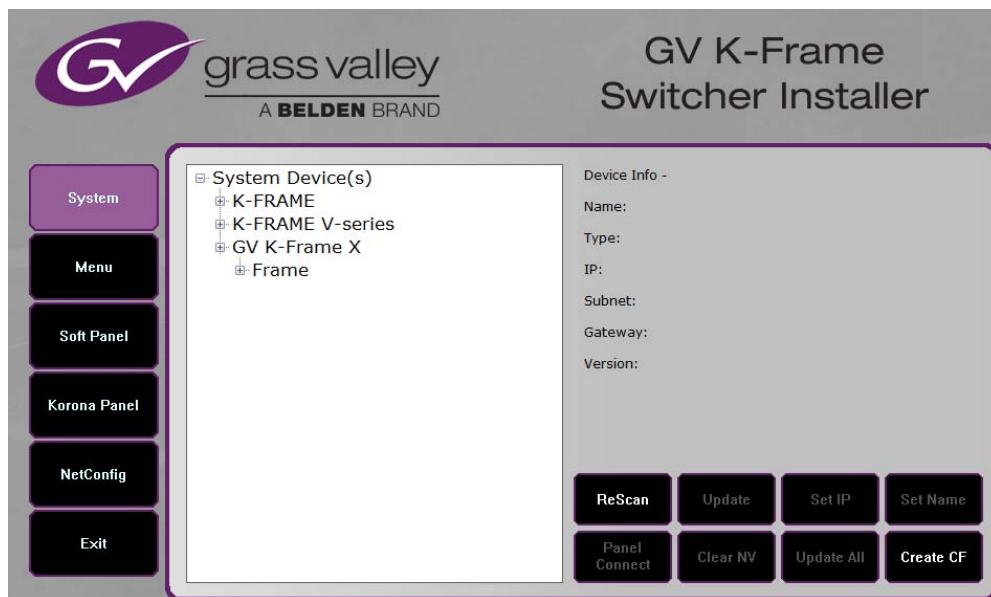 GV
grass valley
A BELDEN BRAND
GV K-Frame
Switcher Installer
System
Menu
Soft Panel
Korona Panel
NetConfig
Exit
System Device(s)
K-FRAME
K-FRAME V-series
GV K-Frame X
Frame
Device Info -
Name:
Type:
IP:
Subnet:
Gateway:
Version:
ReScan
Update
Set IP
Set Name
Panel
Connect
Clear NV
Update All
Create CF